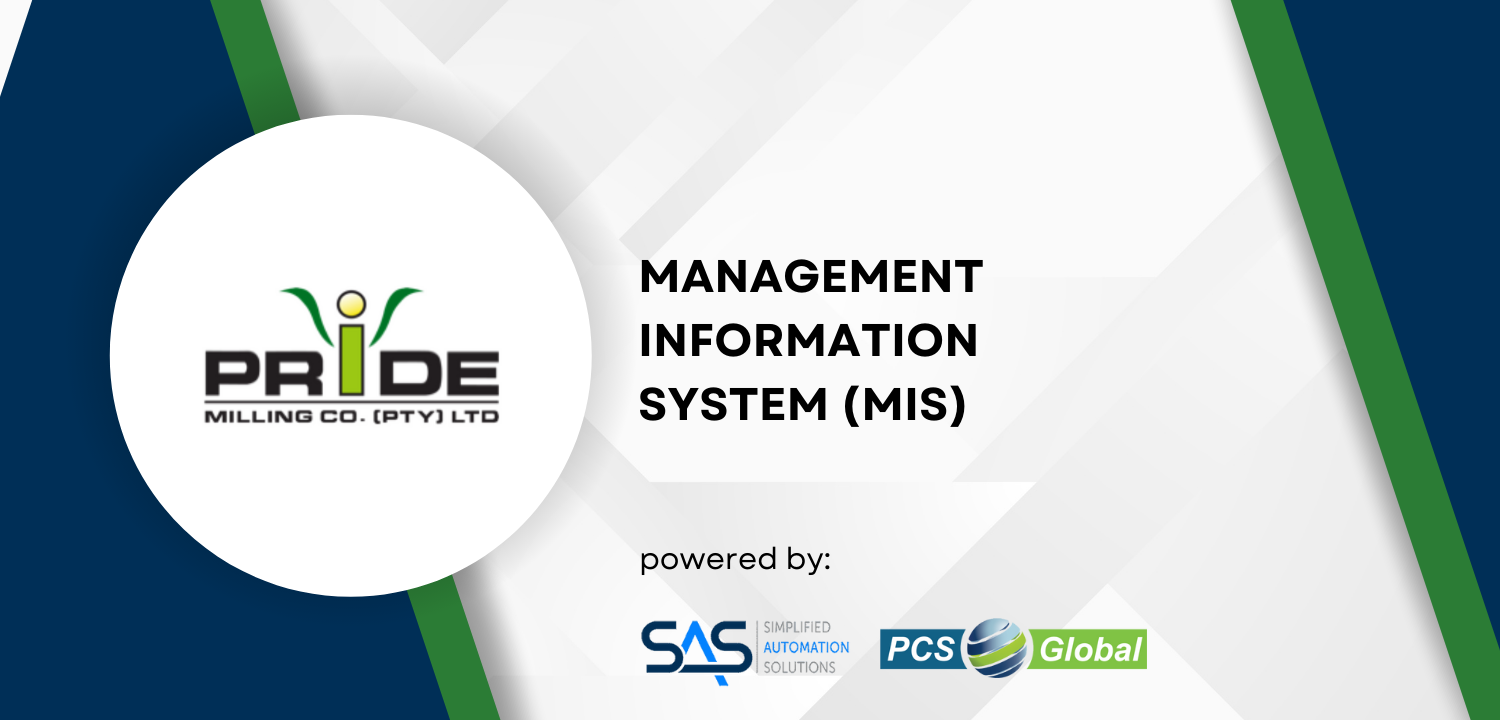 PRIDE
MILLING CO. (PTY) LTD
MANAGEMENT
INFORMATION
SYSTEM (MIS)
powered by:
SAS
SIMPLIFIED
AUTOMATION
SOLUTIONS
PCS Global